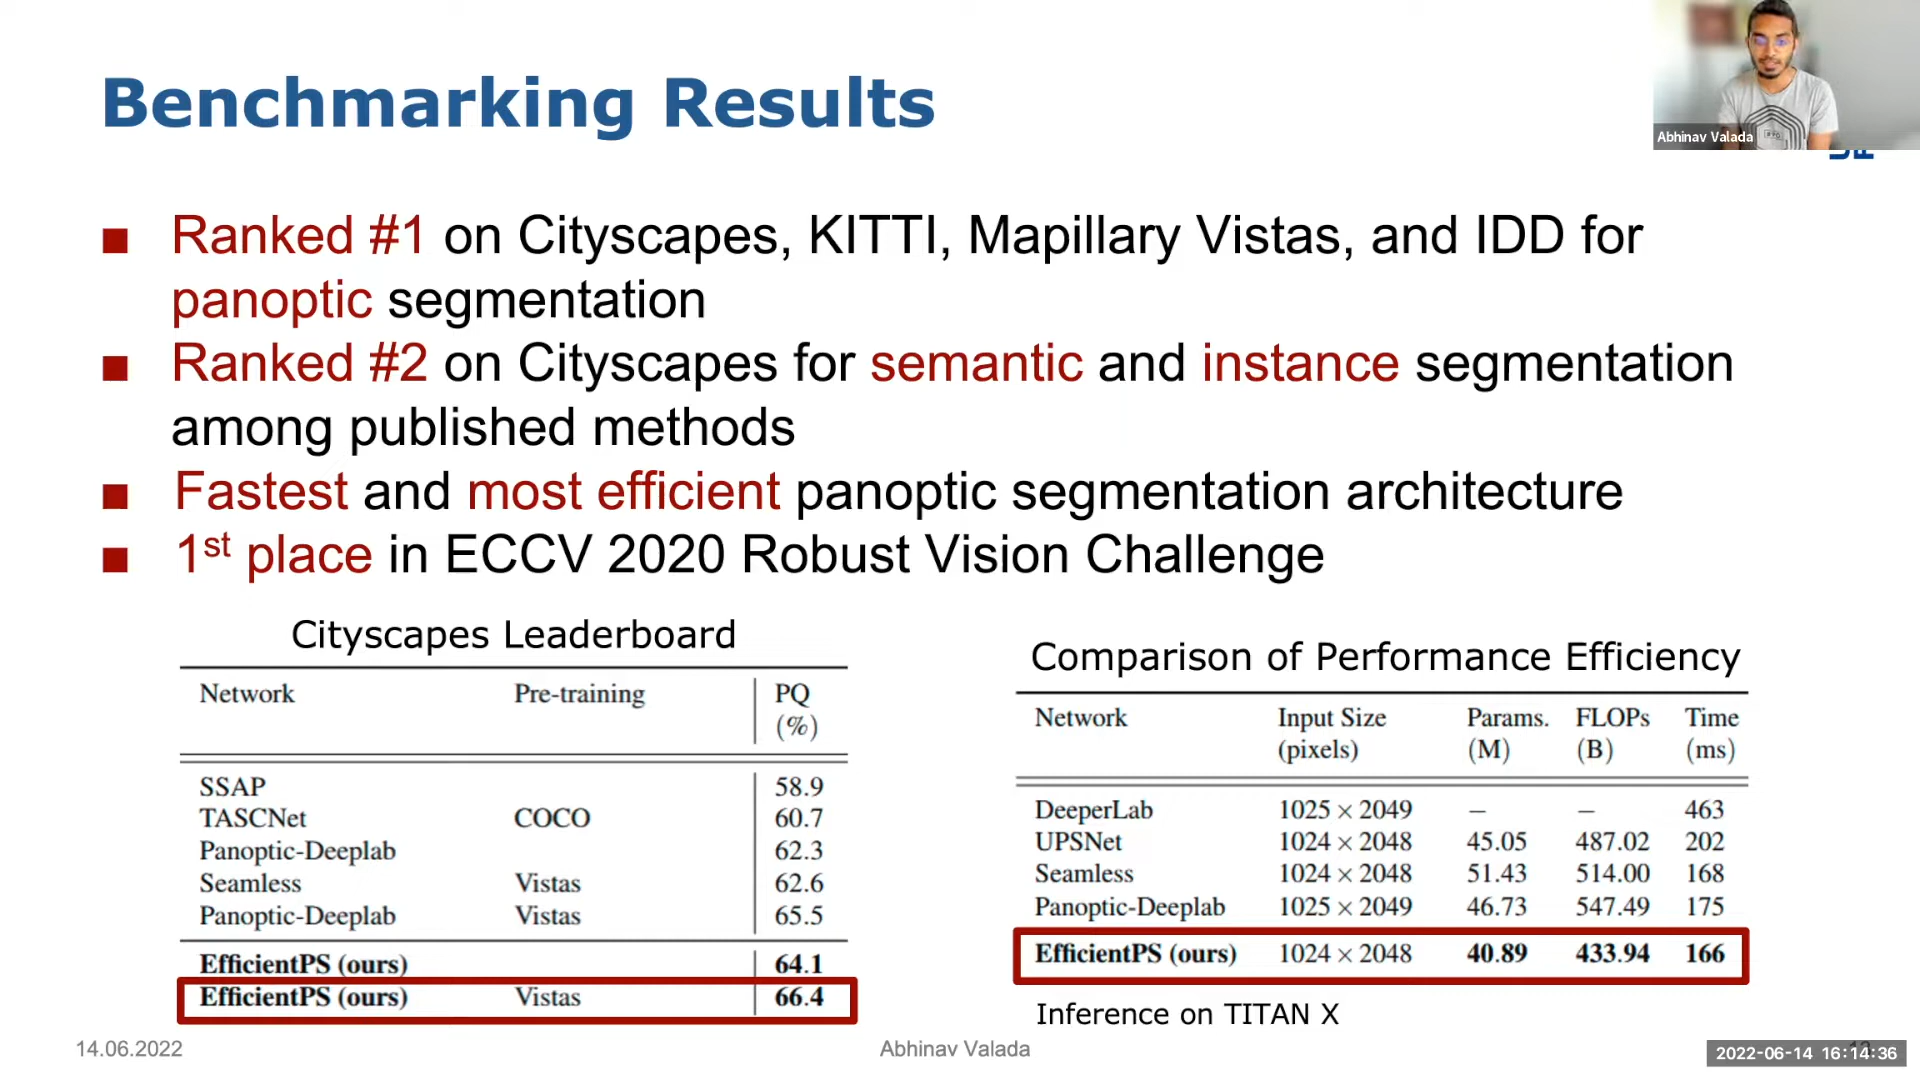 Benchmarking Results
Abhinav Valada
■ Ranked #1 on Cityscapes, KITTI, Mapillary Vistas, and IDD for
panoptic segmentation
■ Ranked #2 on Cityscapes for semantic and instance segmentation
among published methods
■ Fastest and most efficient panoptic segmentation architecture
■ 1st place in ECCV 2020 Robust Vision Challenge
Cityscapes Leaderboard
Network Pre-training PQ
(%)
SSAP 58.9
TASCNet COCO 60.7
Panoptic-Deeplab 62.3
Seamless Vistas 62.6
Panoptic-Deeplab Vistas 65.5
EfficientPS (ours) 64.1
EfficientPS (ours) Vistas 66.4
Comparison of Performance Efficiency
Network Input Size Params. FLOPs Time
(pixels) (M) (B) (ms)
DeeperLab 1025 × 2049 – – 463
UPSNet 1024 × 2048 45.05 487.02 202
Seamless 1024 × 2048 51.43 514.00 168
Panoptic-Deeplab 1025 × 2049 46.73 547.49 175
EfficientPS (ours) 1024 × 2048 40.89 433.94 166
Inference on TITAN X
14.06.2022 Abhinav Valada
2022-06-14 16:14:36